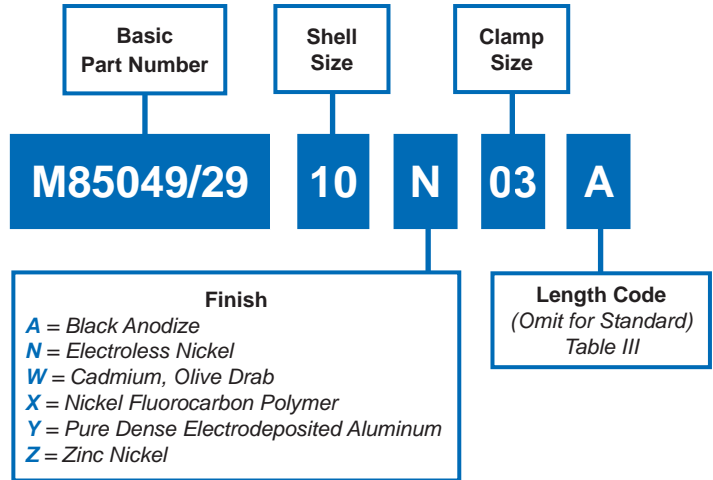 Basic
Part Number
Shell
Size
Clamp
Size
M85049/29
10
N
03
A
Finish
A = Black Anodize
N = Electroless Nickel
W = Cadmium, Olive Drab
X = Nickel Fluorocarbon Polymer
Y = Pure Dense Electrodeposited Aluminum
Z = Zinc Nickel
Length Code
(Omit for Standard)
Table III